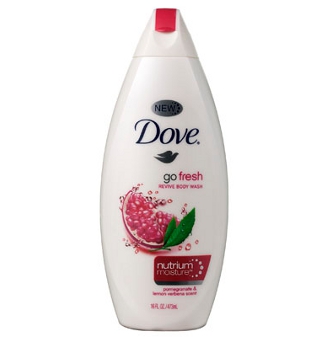 NEW
Dove
go fresh
REVIVE BODY WASH
nutrium
moisture
pomegranate &
lemon verbena scent
16 FL OZ./473mL